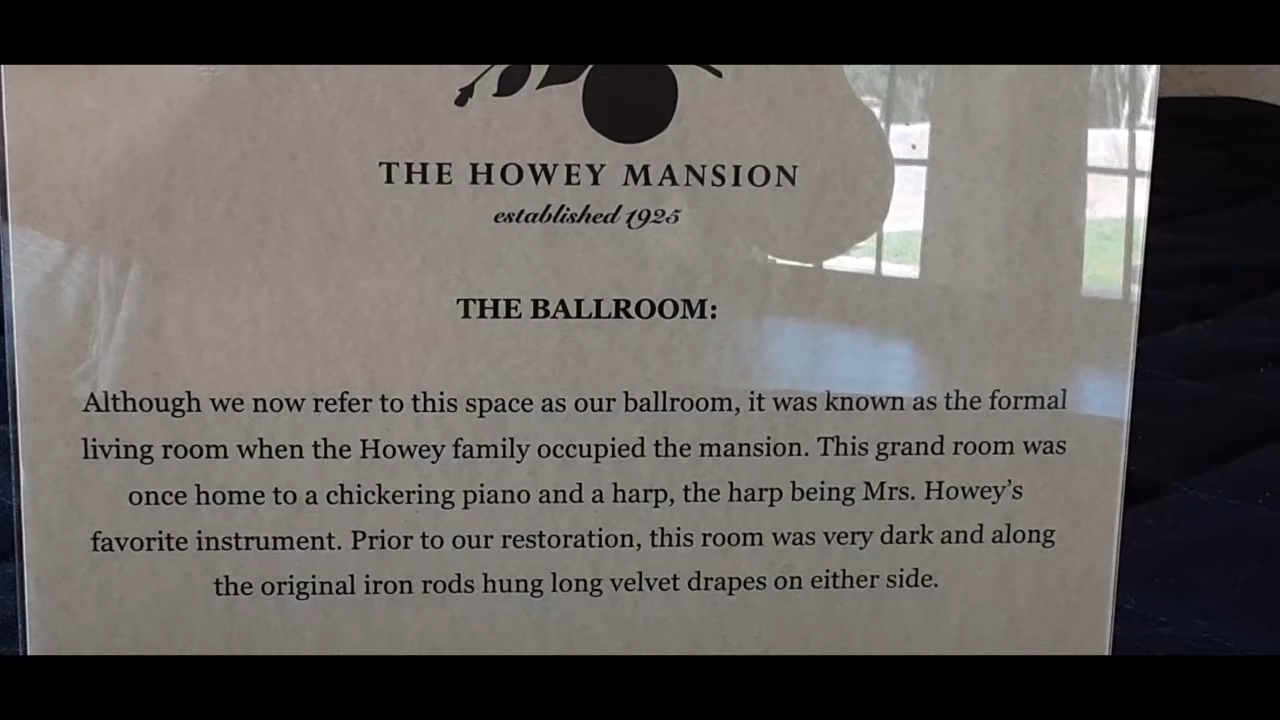 THE HOWEY MANSION
established 1925
THE BALLROOM:
Although we now refer to this space as our ballroom, it was known as the formal
living room when the Howey family occupied the mansion. This grand room was
once home to a chickering piano and a harp, the harp being Mrs. Howey’s
favorite instrument. Prior to our restoration, this room was very dark and along
the original iron rods hung long velvet drapes on either side.